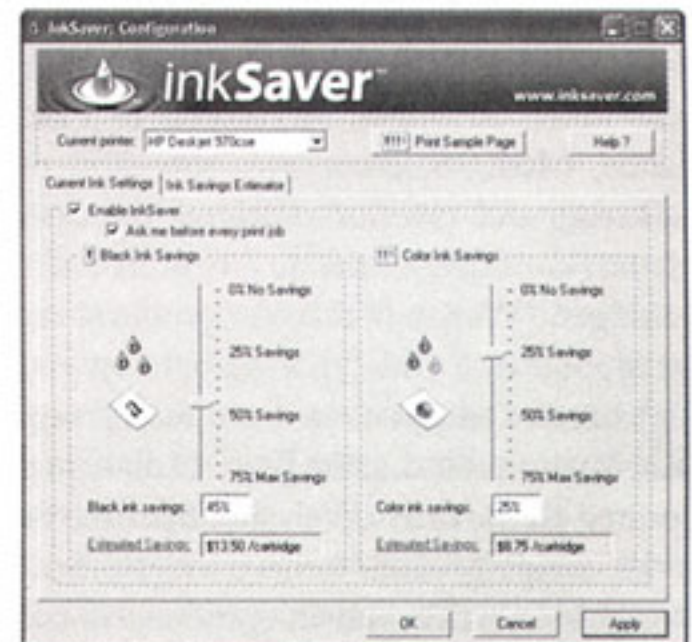 InkSaver: Configuration
inkSaver™
www.inksaver.com
Current printer: HP Deskjet 970cse Print Sample Page Help ?
Current Ink Settings Ink Savings Estimator
Enable InkSaver
Ask me before every print job
Black Ink Savings
0% No Savings
25% Savings
50% Savings
75% Max Savings
Black ink savings: 45%
Estimated Savings: $13.50 /cartridge
Color Ink Savings
0% No Savings
25% Savings
50% Savings
75% Max Savings
Color ink savings: 25%
Estimated Savings: $8.75 /cartridge
OK Cancel Apply